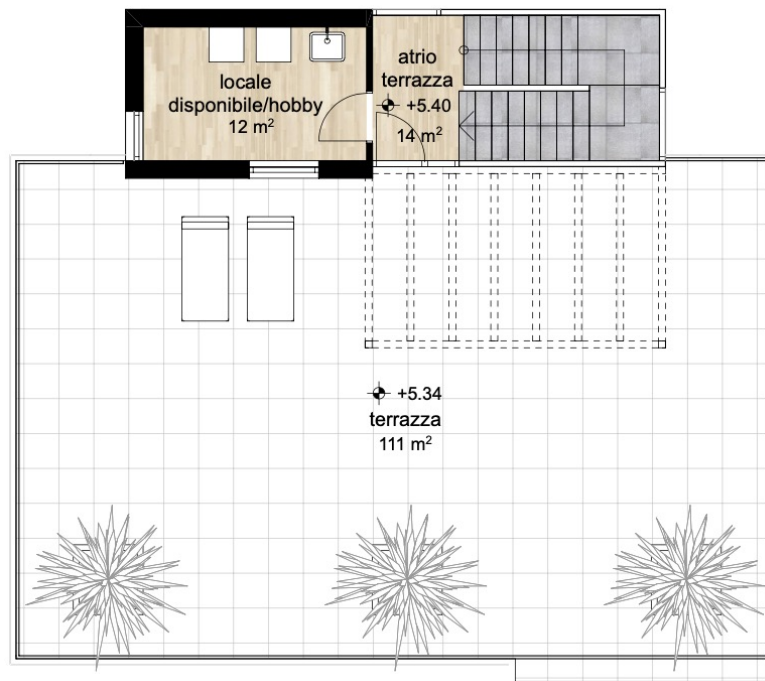 locale
disponibile/hobby
12 m²
atrio
terrazza
+5.40
14 m²
+5.34
terrazza
111 m²